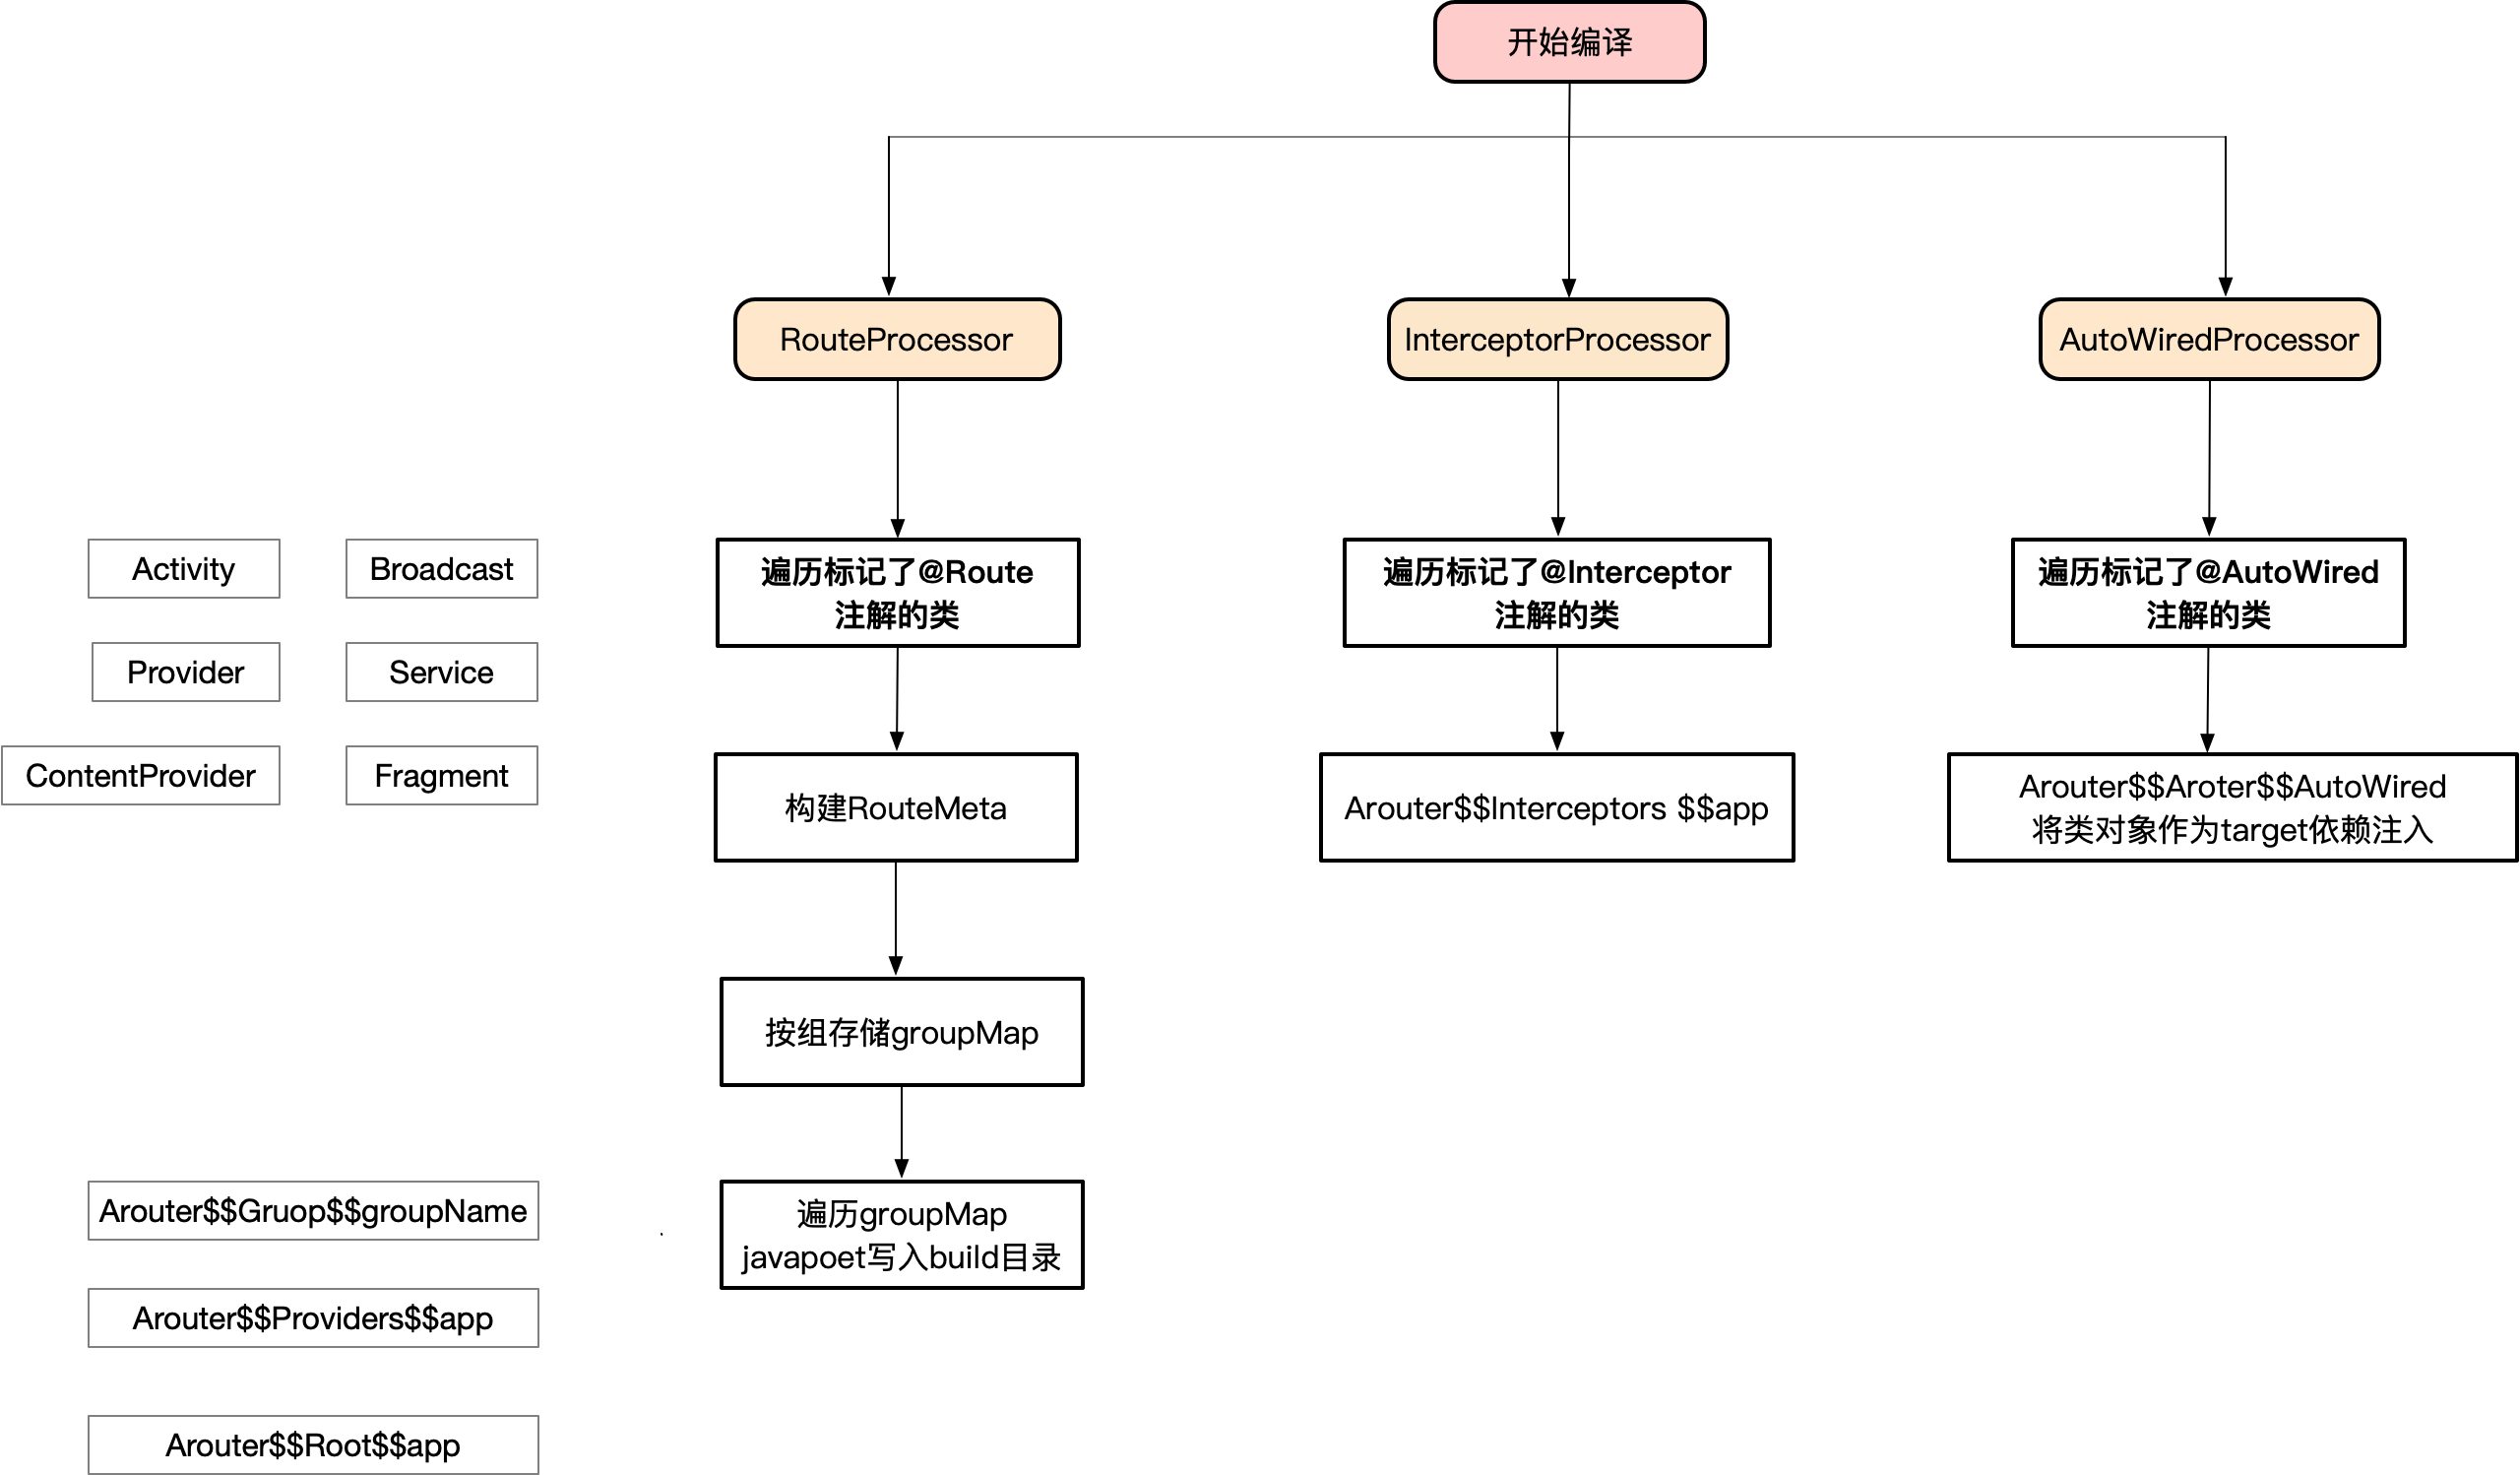 开始编译
RouteProcessor
InterceptorProcessor
AutoWiredProcessor
Activity
Broadcast
Provider
Service
ContentProvider
Fragment
遍历标记了@Route
注解的类
遍历标记了@Interceptor
注解的类
遍历标记了@AutoWired
注解的类
构建RouteMeta
Arouter$$Interceptors $$app
Arouter$$Aroter$$AutoWired
将类对象作为target依赖注入
按组存储groupMap
遍历groupMap
javapoet写入build目录
Arouter$$Gruop$$groupName
Arouter$$Providers$$app
Arouter$$Root$$app